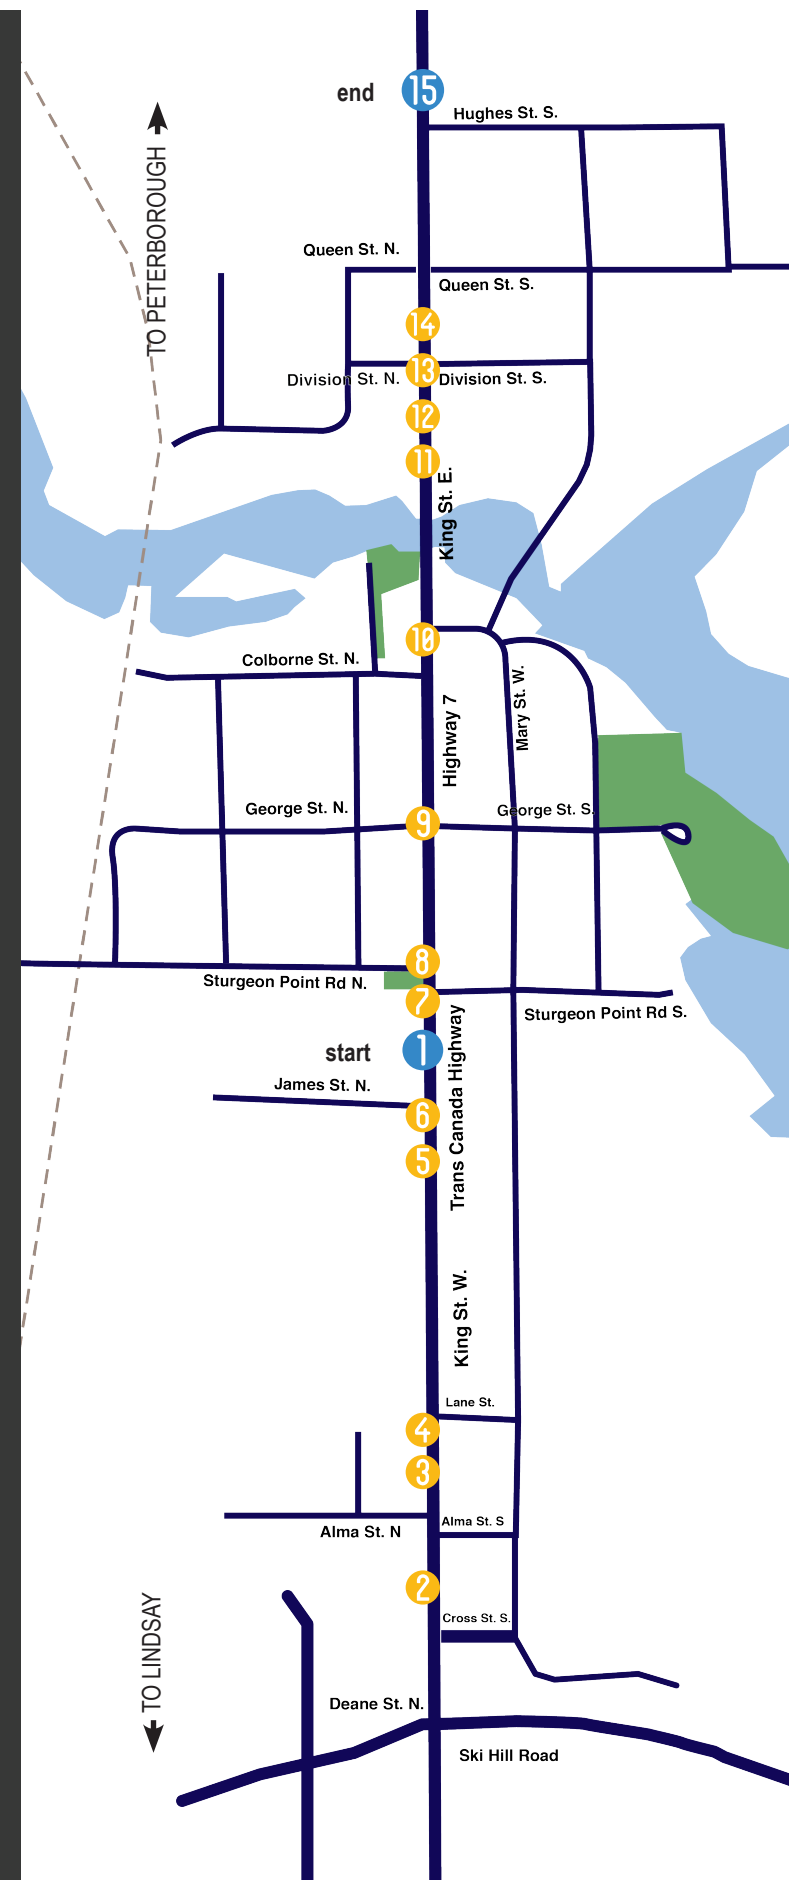 end
15
Hughes St. S.
TO PETERBOROUGH
Queen St. N.
Queen St. S.
14
13
Division St. N.
Division St. S.
12
11
King St. E.
10
Colborne St. N.
Mary St. W.
Highway 7
George St. N.
9
George St. S.
8
Sturgeon Point Rd N.
7
Sturgeon Point Rd S.
start
1
Trans Canada Highway
James St. N.
6
5
King St. W.
Lane St.
4
3
Alma St. S
Alma St. N
2
TO LINDSAY
Cross St. S.
Deane St. N.
Ski Hill Road